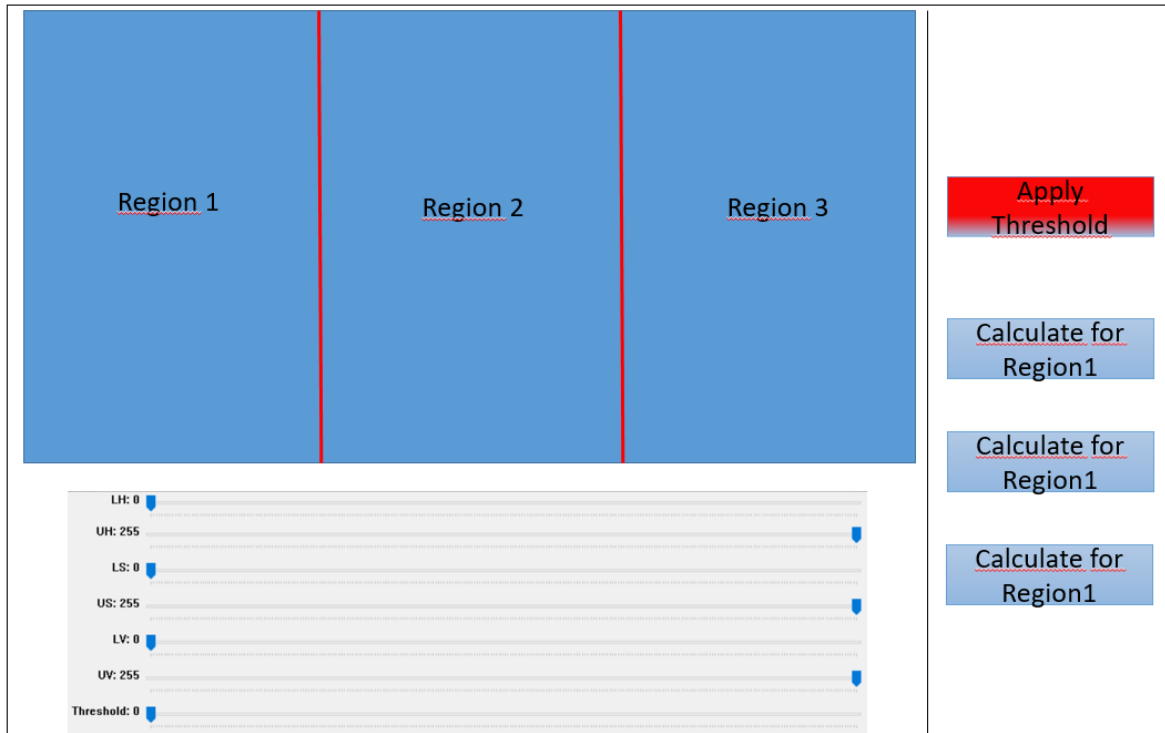 Region 1
Region 2
Region 3
Apply
Threshold
Calculate for
Region1
Calculate for
Region1
Calculate for
Region1
LH: 0
UH: 255
LS: 0
US: 255
LV: 0
UV: 255
Threshold: 0